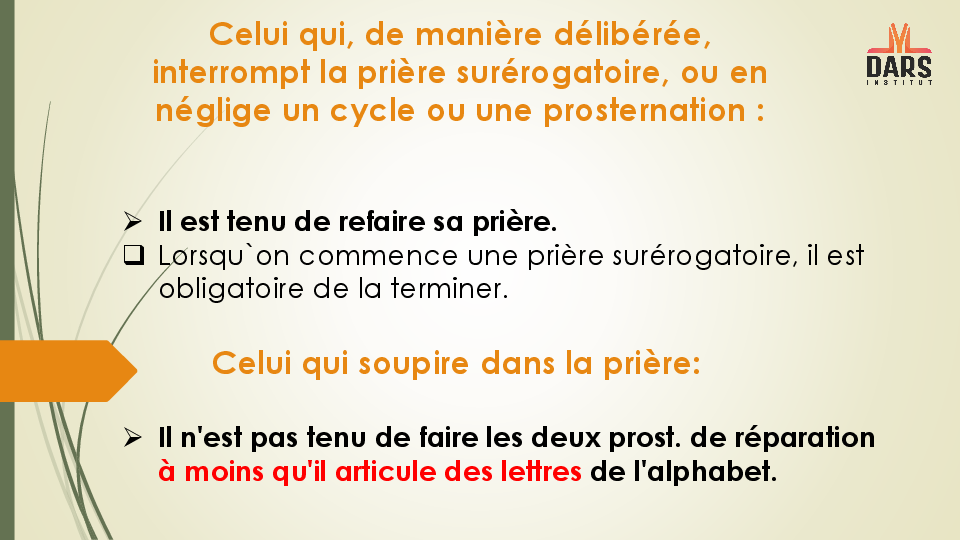 Celui qui, de manière délibérée,
interrompt la prière surérogatoire, ou en
néglige un cycle ou une prosternation :
DARS
INSTITUT
Il est tenu de refaire sa prière.
Lorsqu`on commence une prière surérogatoire, il est
obligatoire de la terminer.
Celui qui soupire dans la prière:
Il n'est pas tenu de faire les deux prost. de réparation
à moins qu'il articule des lettres de l'alphabet.